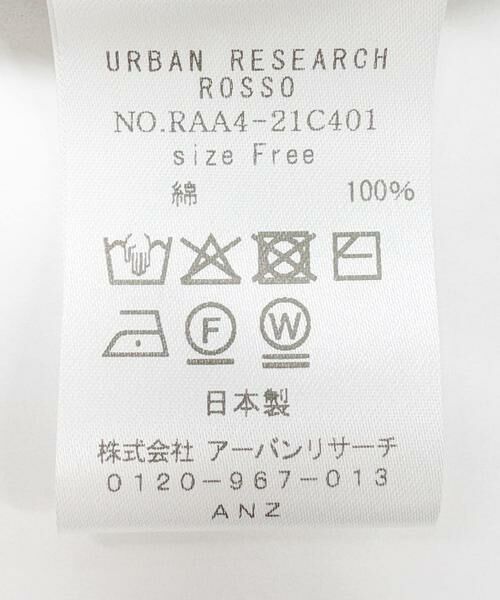 URBAN RESEARCH
ROSSO
NO.RAA4-21C401
size Free
綿 100%
F W
日本製
株式会社 アーバンリサーチ
0120-967-013
ANZ